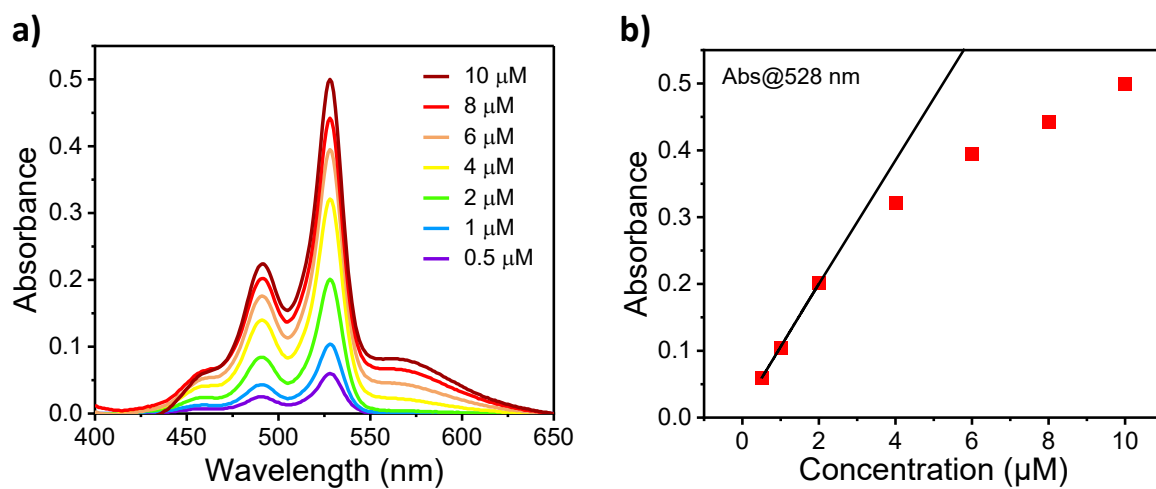 a)
Absorbance
0.5
0.4
0.3
0.2
0.1
0.0
10 μM
8 μM
6 μM
4 μM
2 μM
1 μM
0.5 μM
400 450 500 550 600 650
Wavelength (nm)
b)
Abs@528 nm
Absorbance
0.5
0.4
0.3
0.2
0.1
0.0
0 2 4 6 8 10
Concentration (μM)